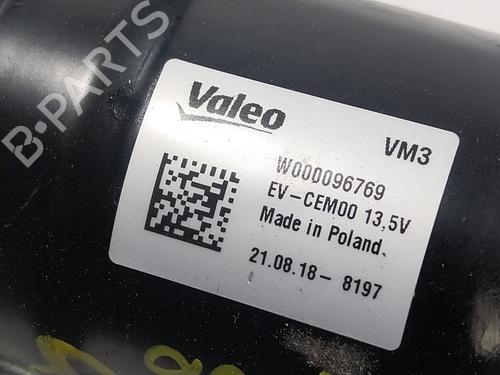 B-PARTS
Valeo
VM3
W000096769
EV-CEM00 13,5V
Made in Poland.
21.08.18- 8197